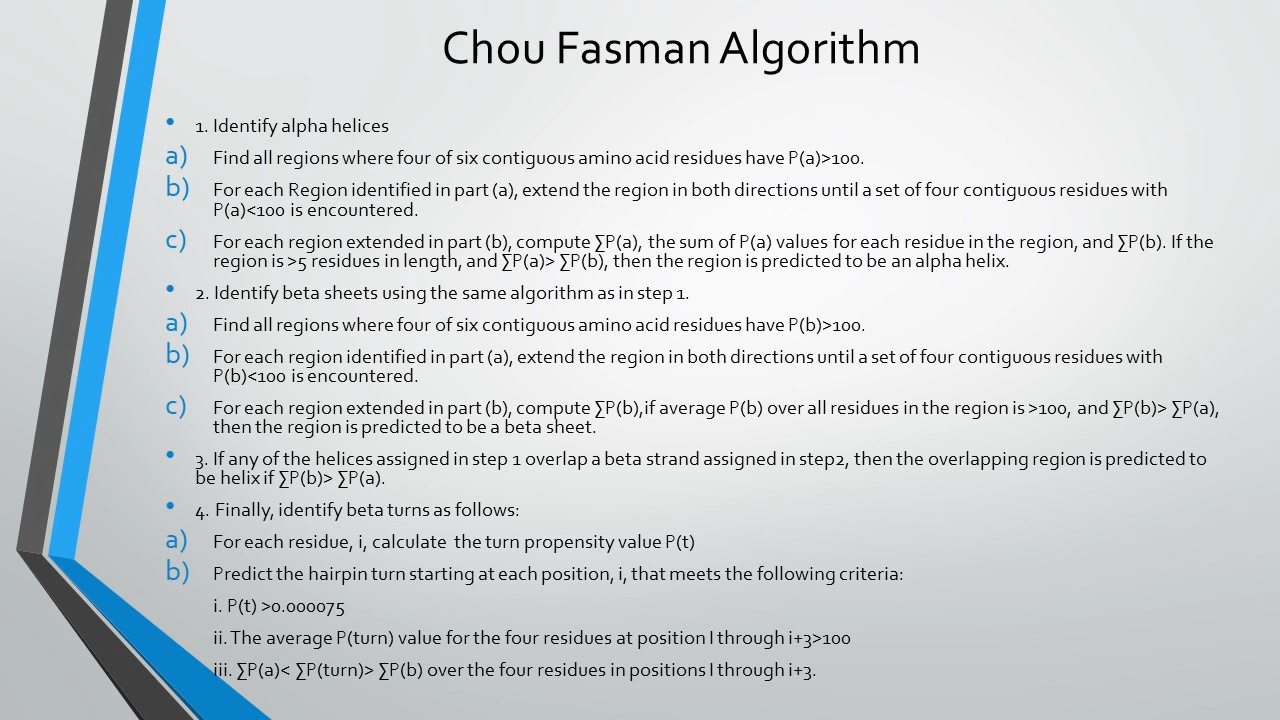 Chou Fasman Algorithm
• 1. Identify alpha helices
a) Find all regions where four of six contiguous amino acid residues have P(a)>100.
b) For each Region identified in part (a), extend the region in both directions until a set of four contiguous residues with
P(a)<100 is encountered.
c) For each region extended in part (b), compute ∑P(a), the sum of P(a) values for each residue in the region, and ∑P(b). If the
region is >5 residues in length, and ∑P(a)> ∑P(b), then the region is predicted to be an alpha helix.
• 2. Identify beta sheets using the same algorithm as in step 1.
a) Find all regions where four of six contiguous amino acid residues have P(b)>100.
b) For each region identified in part (a), extend the region in both directions until a set of four contiguous residues with
P(b)<100 is encountered.
c) For each region extended in part (b), compute ∑P(b),if average P(b) over all residues in the region is >100, and ∑P(b)> ∑P(a),
then the region is predicted to be a beta sheet.
• 3. If any of the helices assigned in step 1 overlap a beta strand assigned in step2, then the overlapping region is predicted to
be helix if ∑P(b)> ∑P(a).
• 4. Finally, identify beta turns as follows:
a) For each residue, i, calculate the turn propensity value P(t)
b) Predict the hairpin turn starting at each position, i, that meets the following criteria:
i. P(t) >0.000075
ii. The average P(turn) value for the four residues at position I through i+3>100
iii. ∑P(a)< ∑P(turn)> ∑P(b) over the four residues in positions I through i+3.